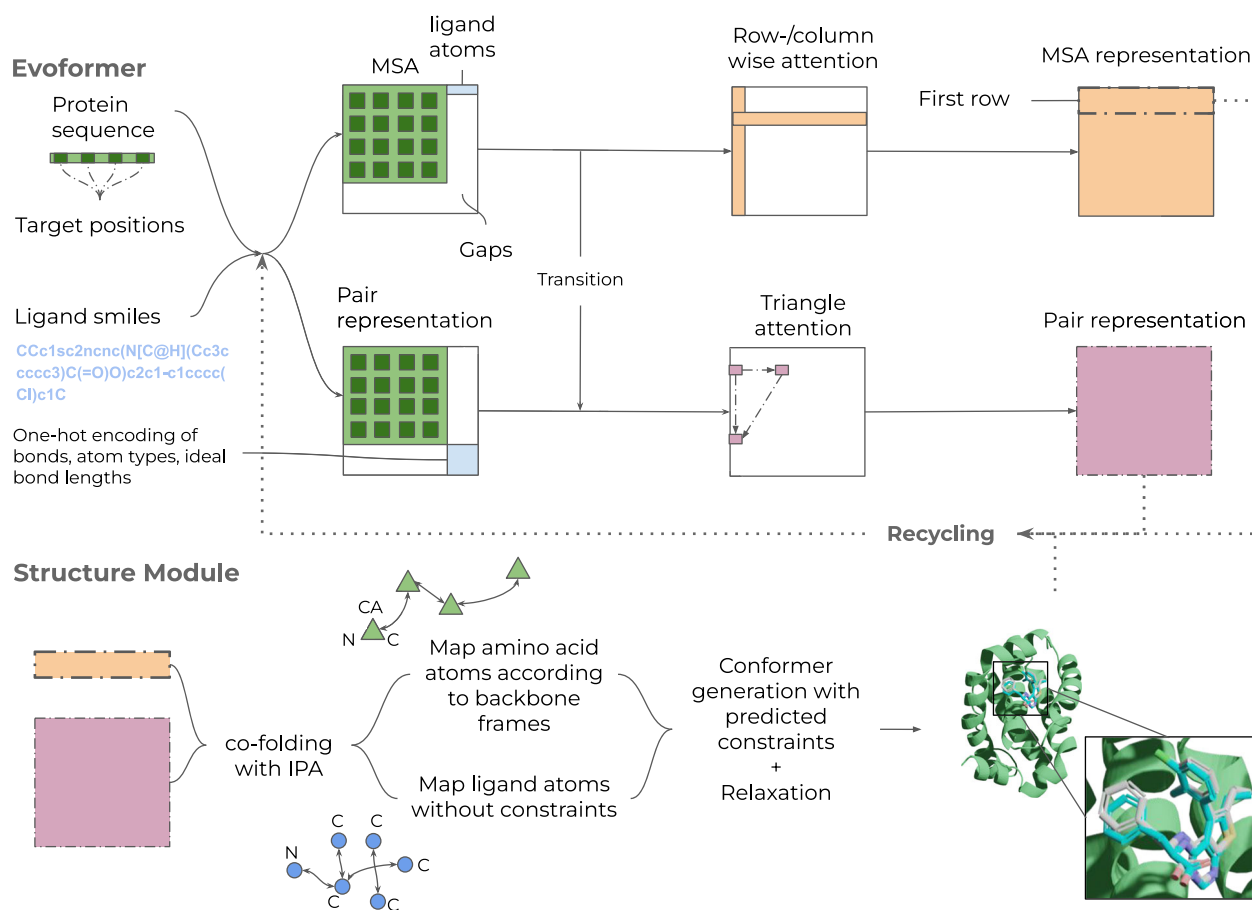 Evoformer
Protein
sequence
Target positions
Ligand smiles
CCc1sc2ncnc(N[C@H](Cc3c
cccc3)C(=O)O)c2c1-c1cccc(
Cl)c1C
One-hot encoding of
bonds, atom types, ideal
bond lengths
ligand
atoms
MSA
Gaps
Pair
representation
Transition
Row-/column
wise attention
Triangle
attention
MSA representation
First row
Pair representation
Recycling
Structure Module
CA
N
C
co-folding
with IPA
Map amino acid
atoms according
to backbone
frames
Map ligand atoms
without constraints
C
C
N
C
C
C
Conformer
generation with
predicted
constraints
+
Relaxation